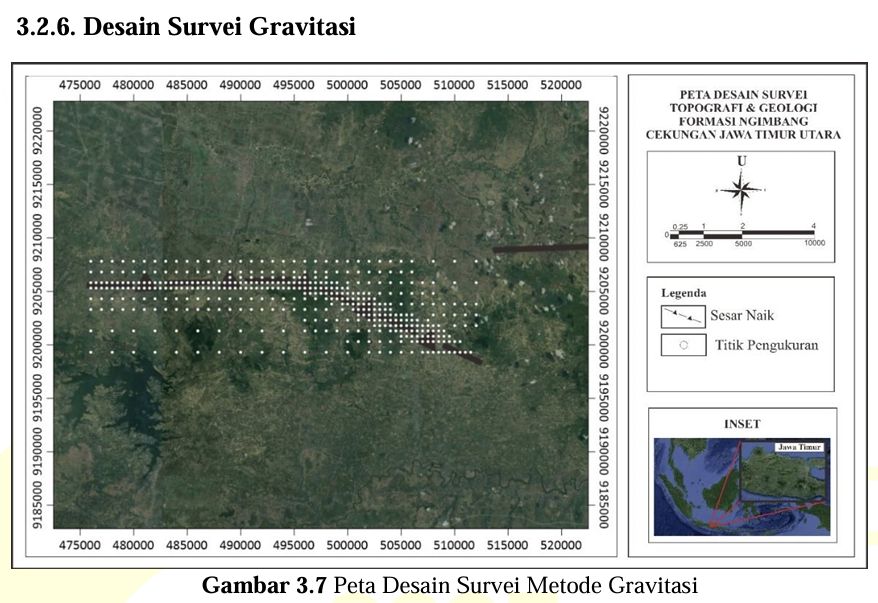 3.2.6. Desain Survei Gravitasi
475000 480000 485000 490000 495000 500000 505000 510000 515000 520000
9220000
9215000
9210000
9205000
9200000
9195000
9190000
9185000
9220000
9215000
9210000
9205000
9200000
9195000
9190000
9185000
475000 480000 485000 490000 495000 500000 505000 510000 515000 520000
PETA DESAIN SURVEI
TOPOGRAFI & GEOLOGI
FORMASI NGIMBANG
CEKUNGAN JAWA TIMUR UTARA
U
0 0.25 1 2 4
625 2500 5000 10000
Legenda
Sesar Naik
Titik Pengukuran
INSET
Jawa Timur
Gambar 3.7 Peta Desain Survei Metode Gravitasi